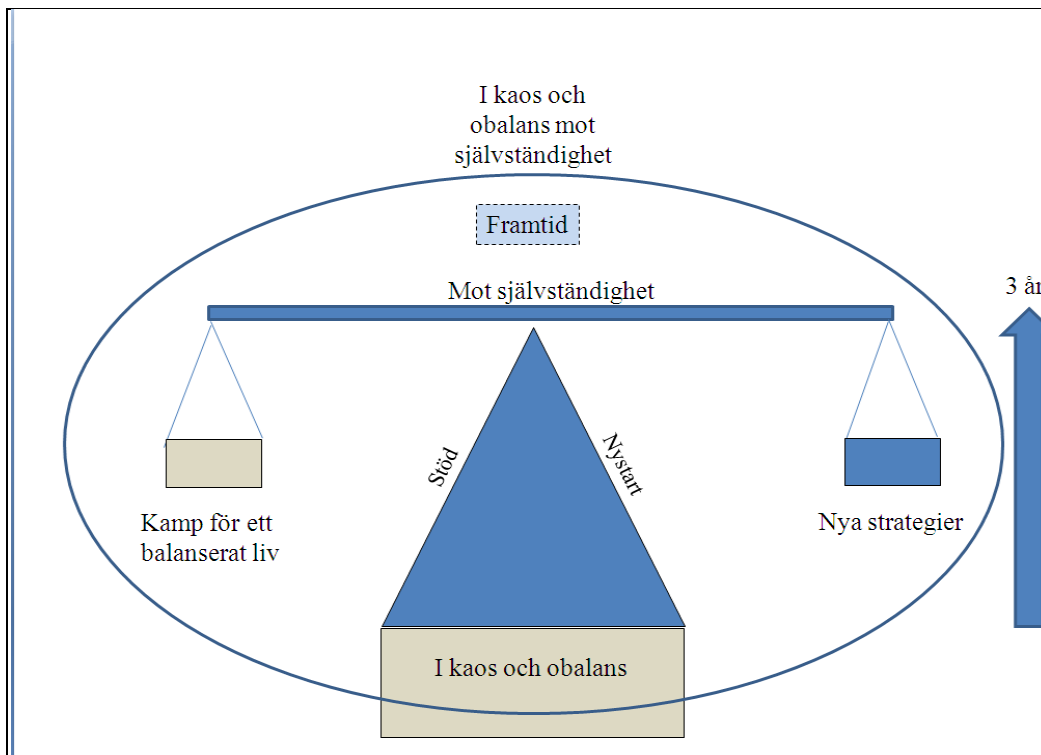 I kaos och
obalans mot
självständighet
Framtid
Mot självständighet
3 år
Stöd
Nystart
Kamp för ett
balanserat liv
Nya strategier
I kaos och obalans